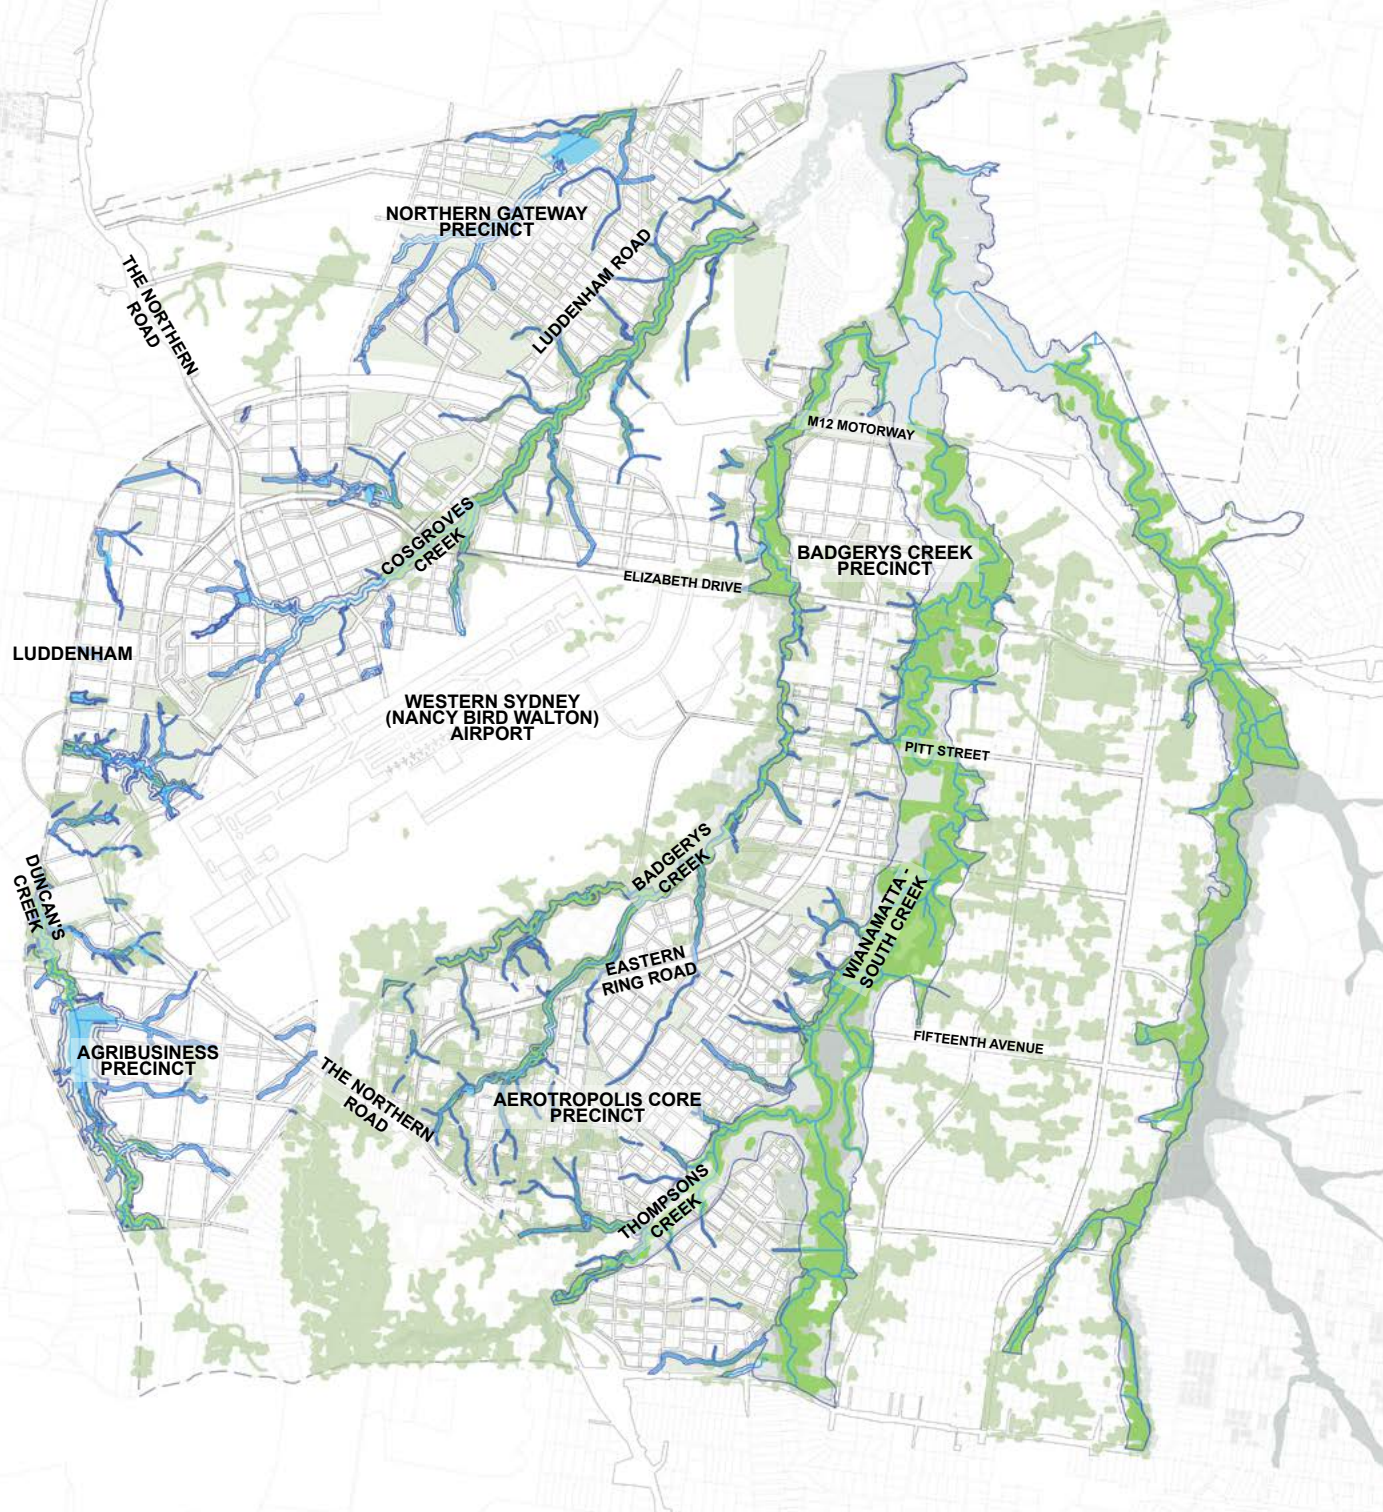 NORTHERN GATEWAY
PRECINCT
THE NORTHERN
ROAD
LUDDENHAM ROAD
M12 MOTORWAY
COSGROVES
CREEK
BADGERYS CREEK
PRECINCT
ELIZABETH DRIVE
LUDDENHAM
WESTERN SYDNEY
(NANCY BIRD WALTON)
AIRPORT
PITT STREET
BADGERYS
CREEK
DUNCAN'S
CREEK
WIANAMATTA -
SOUTH CREEK
EASTERN
RING ROAD
FIFTEENTH AVENUE
AGRIBUSINESS
PRECINCT
THE NORTHERN
ROAD
AEROTROPOLIS CORE
PRECINCT
THOMPSONS
CREEK